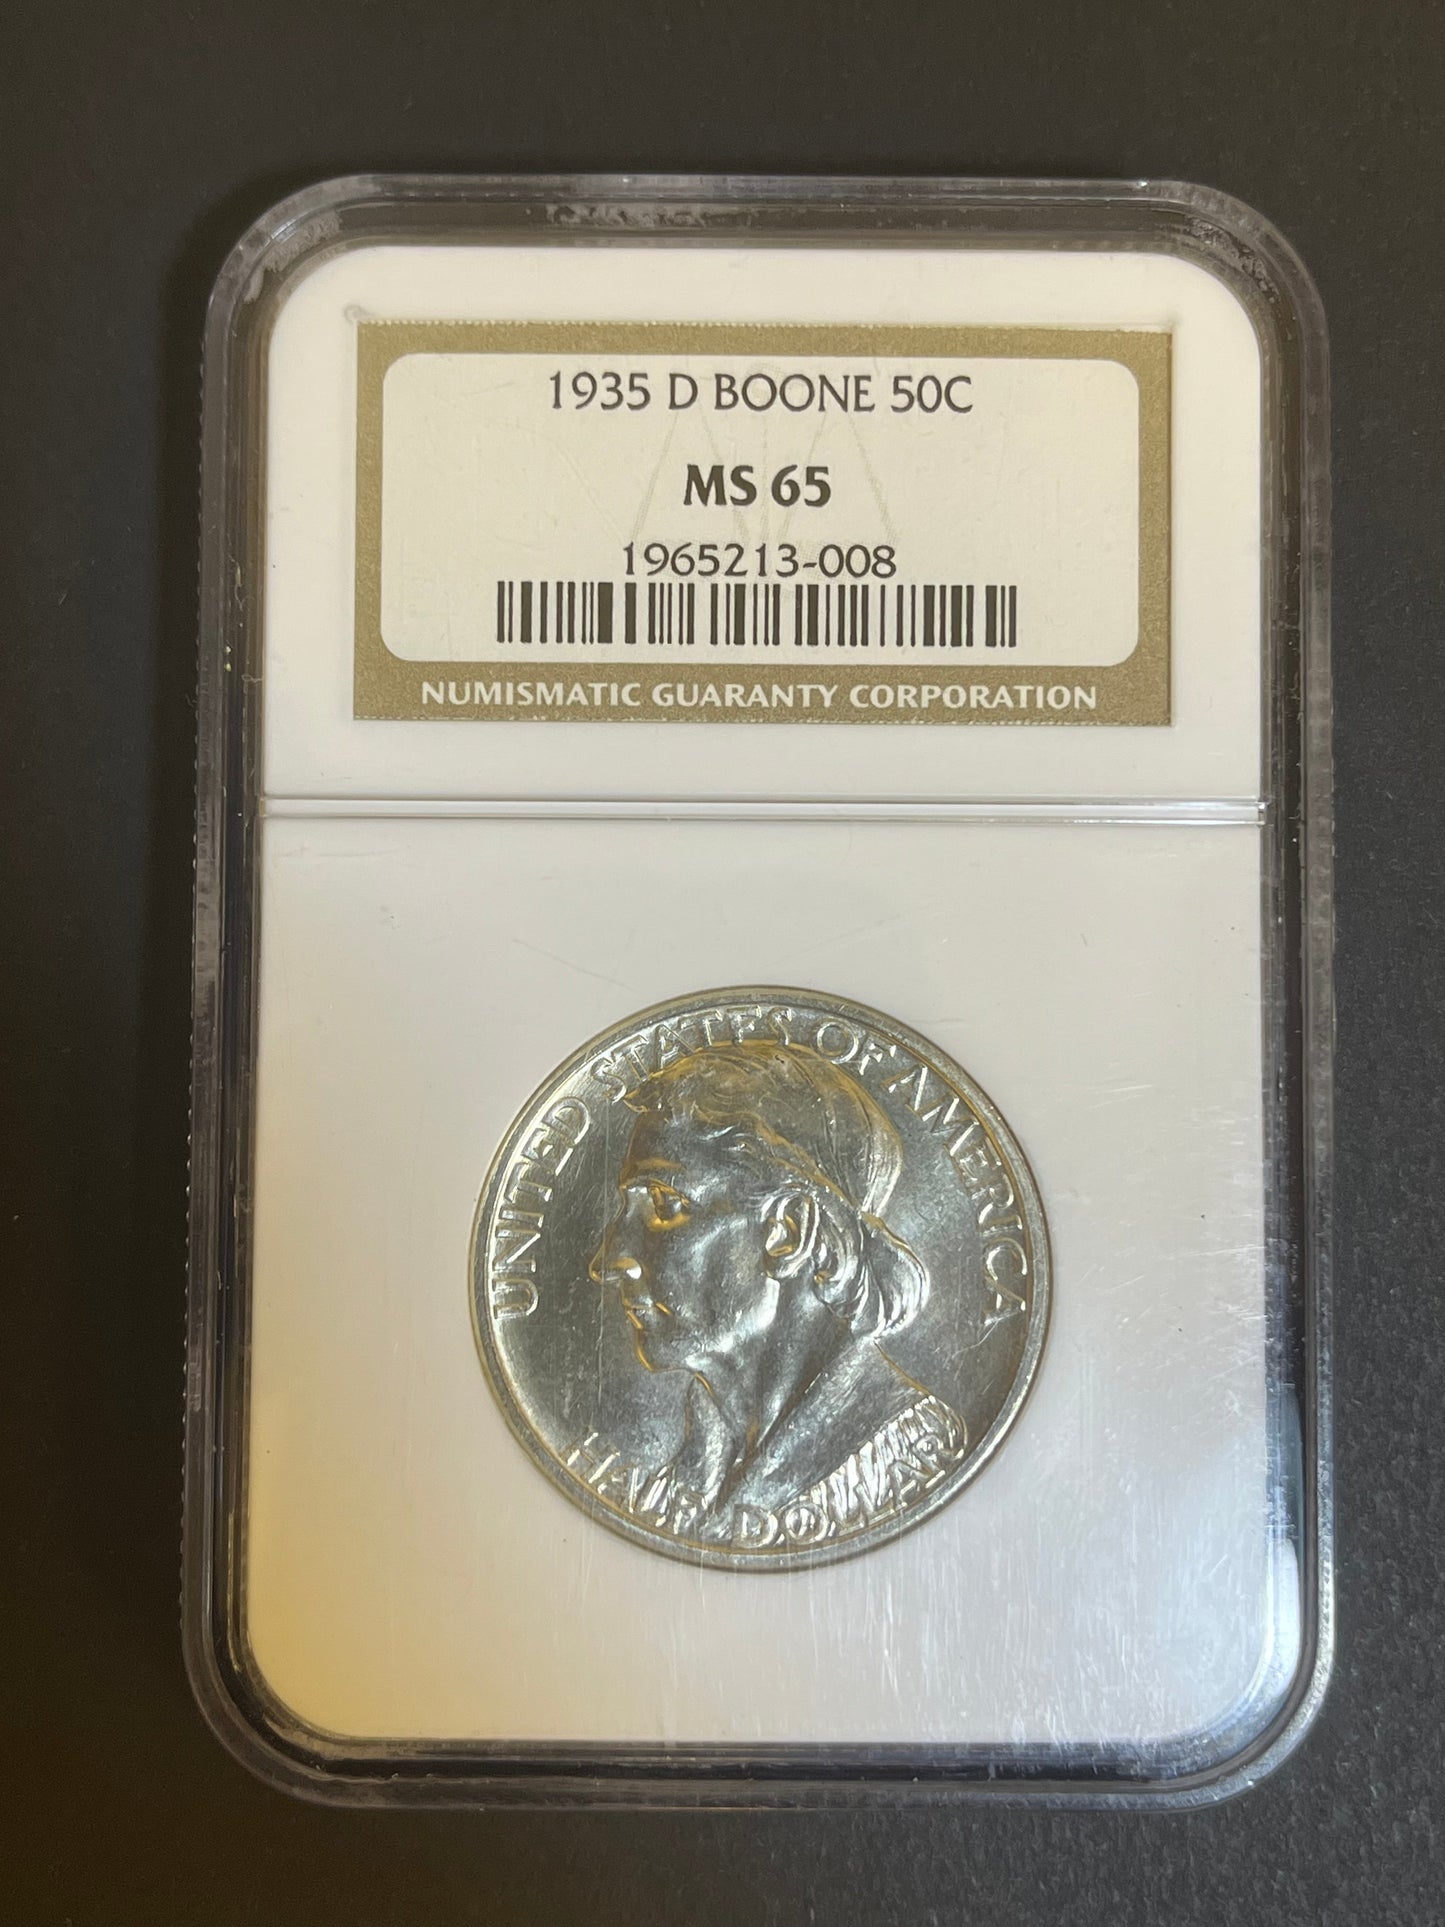 1935 D BOONE 50C
MS 65
1965213-008
NUMISMATIC GUARANTY CORPORATION
UNITED STATES OF AMERICA
HALF DOLLAR